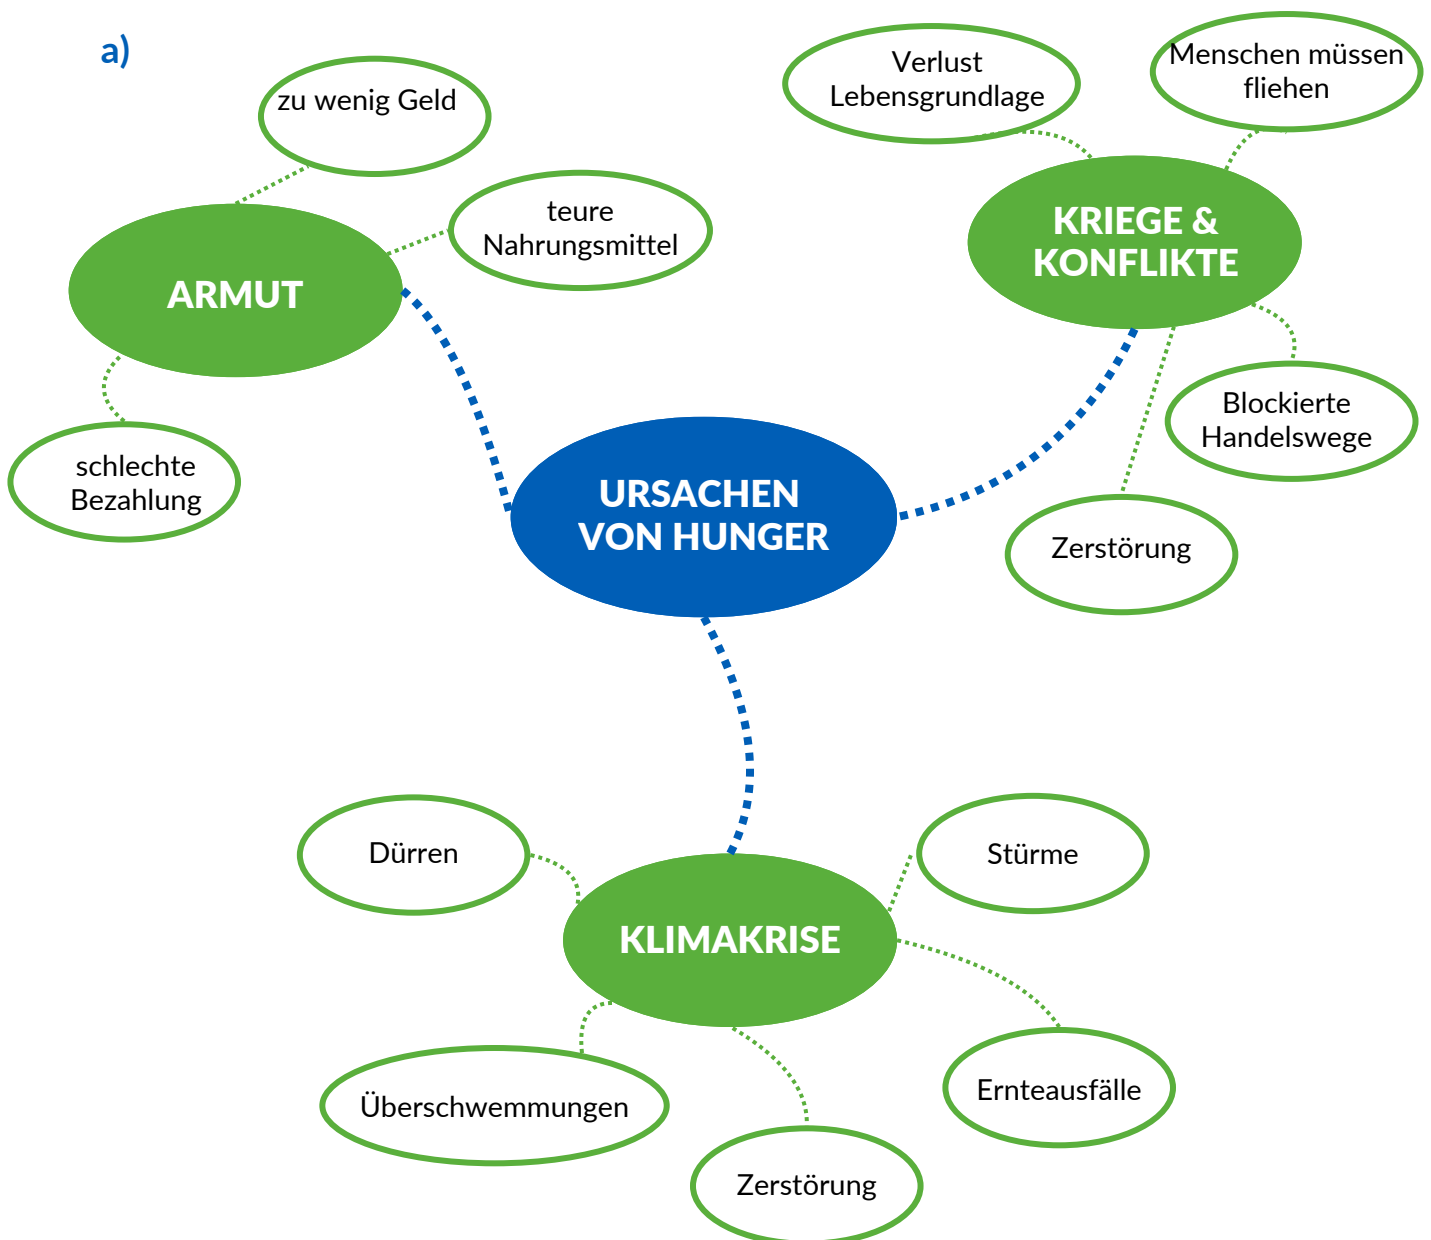 a)
zu wenig Geld
teure
Nahrungsmittel
ARMUT
schlechte
Bezahlung
Verlust
Lebensgrundlage
Menschen müssen
fliehen
KRIEGE &
KONFLIKTE
Blockierte
Handelswege
Zerstörung
URSACHEN
VON HUNGER
Dürren
Stürme
KLIMAKRISE
Überschwemmungen
Ernteausfälle
Zerstörung